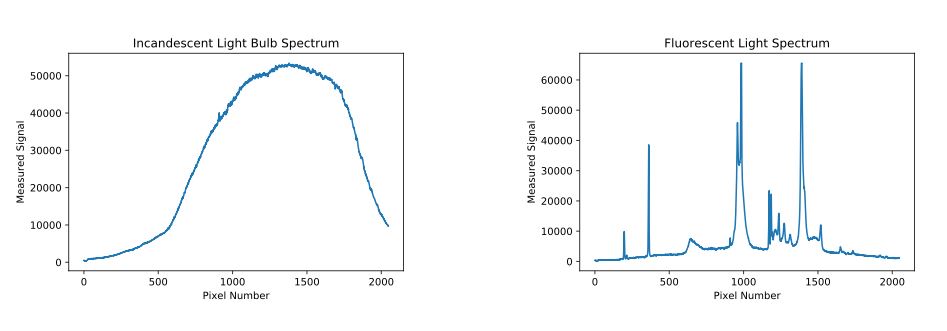 Incandescent Light Bulb Spectrum
50000
40000
30000
20000
10000
0
Measured Signal
0 500 1000 1500 2000
Pixel Number
Fluorescent Light Spectrum
60000
50000
40000
30000
20000
10000
0
Measured Signal
0 500 1000 1500 2000
Pixel Number